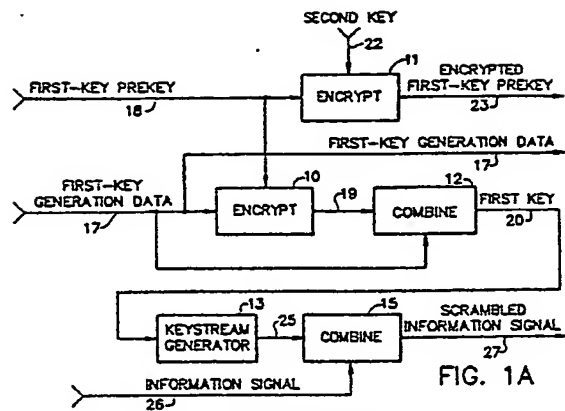 SECOND KEY
22
11
FIRST-KEY PREKEY
18
ENCRYPT
ENCRYPTED
FIRST-KEY PREKEY
23
FIRST-KEY GENERATION DATA
17
FIRST-KEY
GENERATION DATA
17
10
ENCRYPT
19
12
COMBINE
FIRST KEY
20
13
KEYSTREAM
GENERATOR
25
15
COMBINE
SCRAMBLED
INFORMATION SIGNAL
27
INFORMATION SIGNAL
26
FIG. 1A